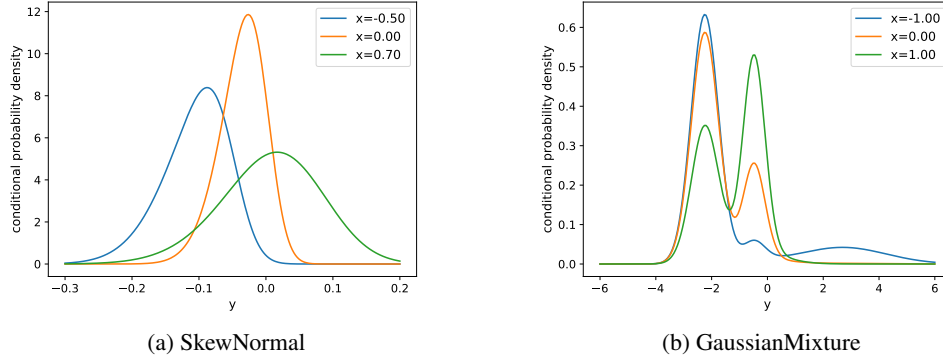 12
10
8
6
4
2
0
conditional probability density
x=-0.50
x=0.00
x=0.70
−0.3
−0.2
−0.1
0.0
0.1
0.2
y
(a) SkewNormal
0.6
0.5
0.4
0.3
0.2
0.1
0.0
conditional probability density
x=-1.00
x=0.00
x=1.00
−6
−4
−2
0
2
4
6
y
(b) GaussianMixture